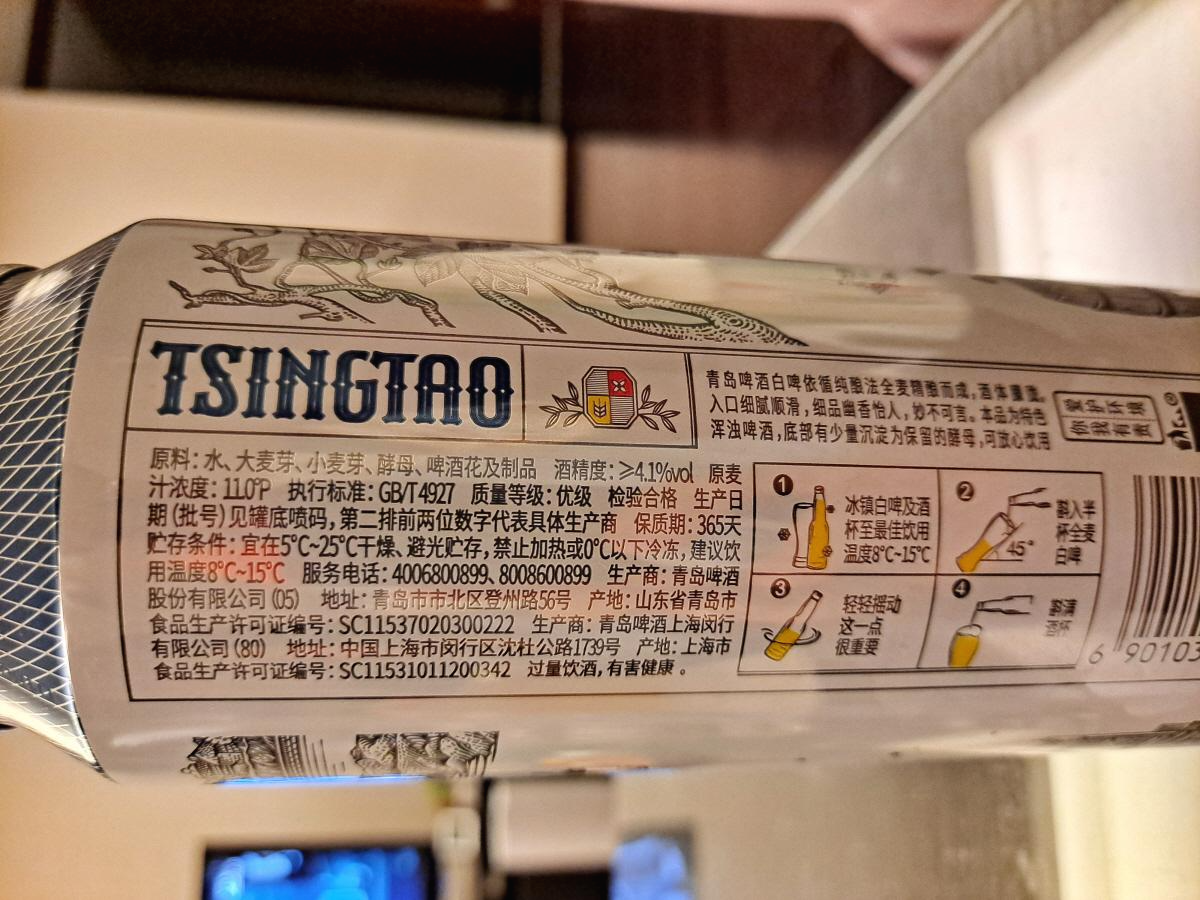 TSINGTAO
青岛啤酒白啤依循纯酿法全麦精酿而成,酒体
入口细腻顺滑,细品幽香怡人,妙不可言。本品为特色
浑浊啤酒,底部有少量沉淀为保留的酵母,可放心饮用
爱护环境
你我有责
®
原料:水、大麦芽、小麦芽、酵母、啤酒花及制品 酒精度:≥4.1%vol 原麦
汁浓度:11.0°P 执行标准:GB/T4927 质量等级:优级 检验合格 生产日
期(批号)见罐底喷码,第二排前两位数字代表具体生产商 保质期:365天
贮存条件:宜在5°C~25°C干燥、避光贮存,禁止加热或0°C以下冷冻,建议饮
用温度8°C~15°C 服务电话:4006800899、8008600899 生产商:青岛啤酒
股份有限公司(05) 地址:青岛市市北区登州路56号 产地:山东省青岛市
食品生产许可证编号:SC11537020300222 生产商:青岛啤酒上海闵行
有限公司(80) 地址:中国上海市闵行区沈杜公路1739号 产地:上海市
食品生产许可证编号:SC11531011200342 过量饮酒,有害健康。
1
冰镇白啤及酒
杯至最佳饮用
温度8°C~15°C
2
斟入半
杯全麦
白啤
45°
3
轻轻摇动
这一点
很重要
4
斟满
酒杯
6 90103